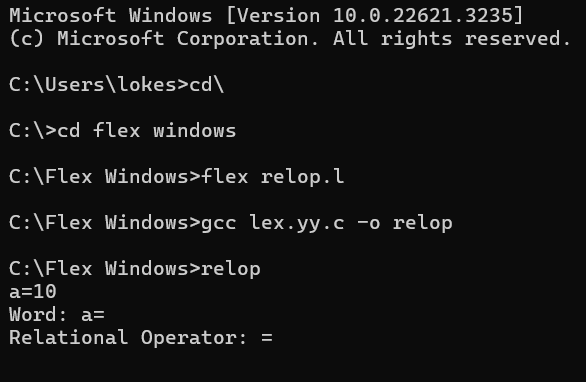 Microsoft Windows [Version 10.0.22621.3235]
(c) Microsoft Corporation. All rights reserved.
C:\Users\lokes>cd\
C:\>cd flex windows
C:\Flex Windows>flex relop.l
C:\Flex Windows>gcc lex.yy.c -o relop
C:\Flex Windows>relop
a=10
Word: a=
Relational Operator: =